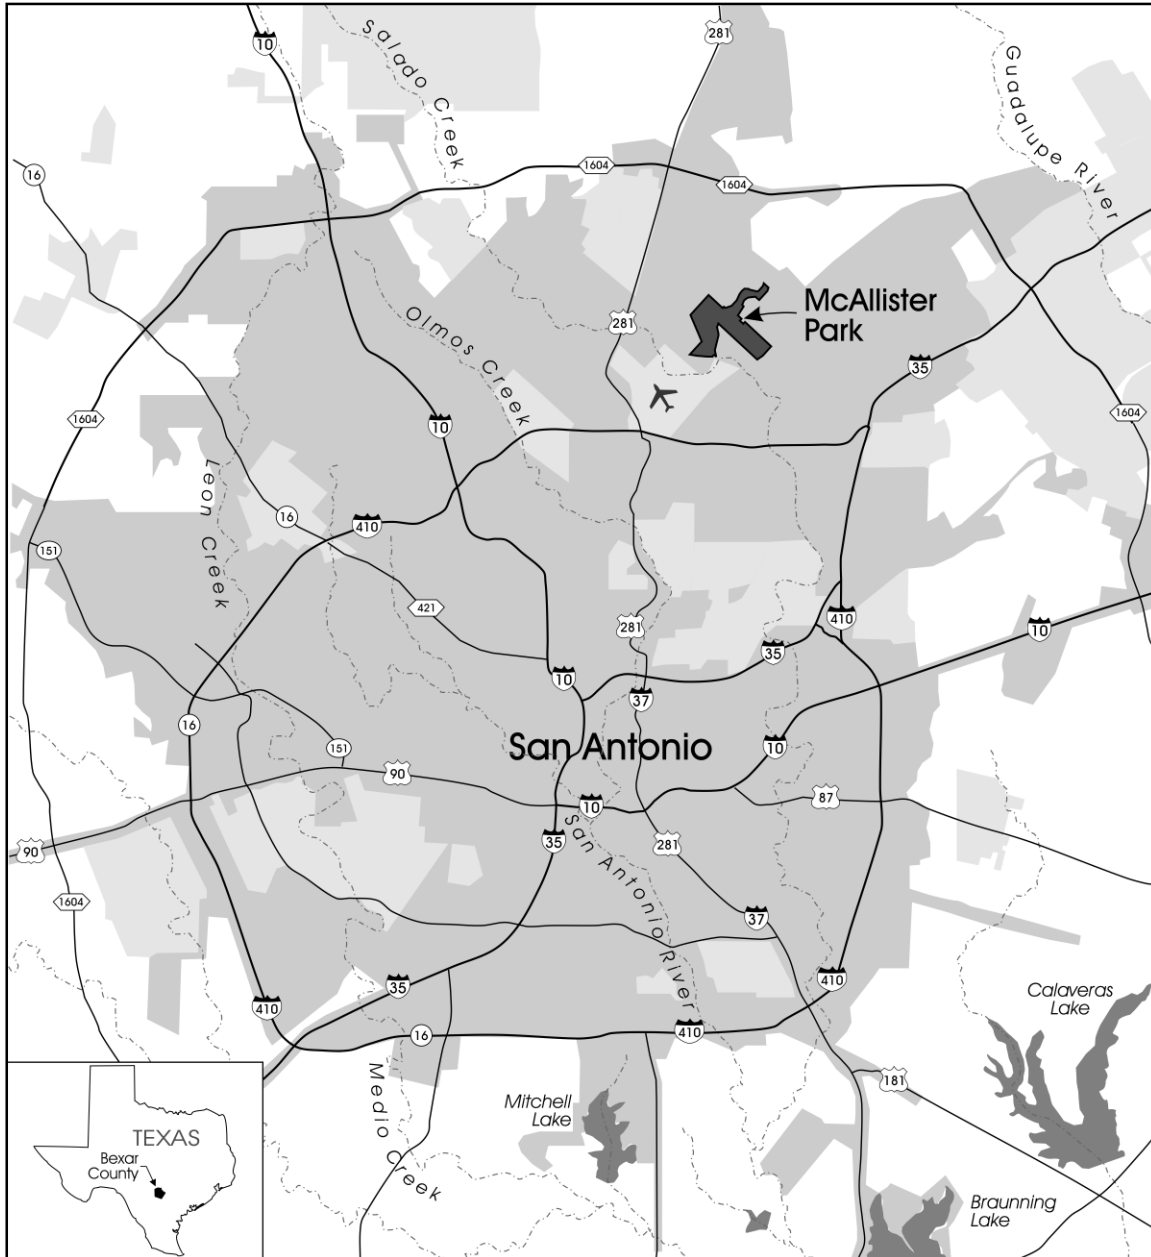 10
281
Salado Creek
Guadalupe River
16
1604
1604
McAllister
Park
281
Olmos Creek
35
1604
10
1604
Leon Creek
16
410
151
421
281
410
10
35
10
37
16
San Antonio
151
10
90
10
87
90
35
281
San Antonio River
1604
37
35
410
410
Calaveras
Lake
16
410
Medio Creek
181
Mitchell
Lake
TEXAS
Bexar
County
Braunning
Lake